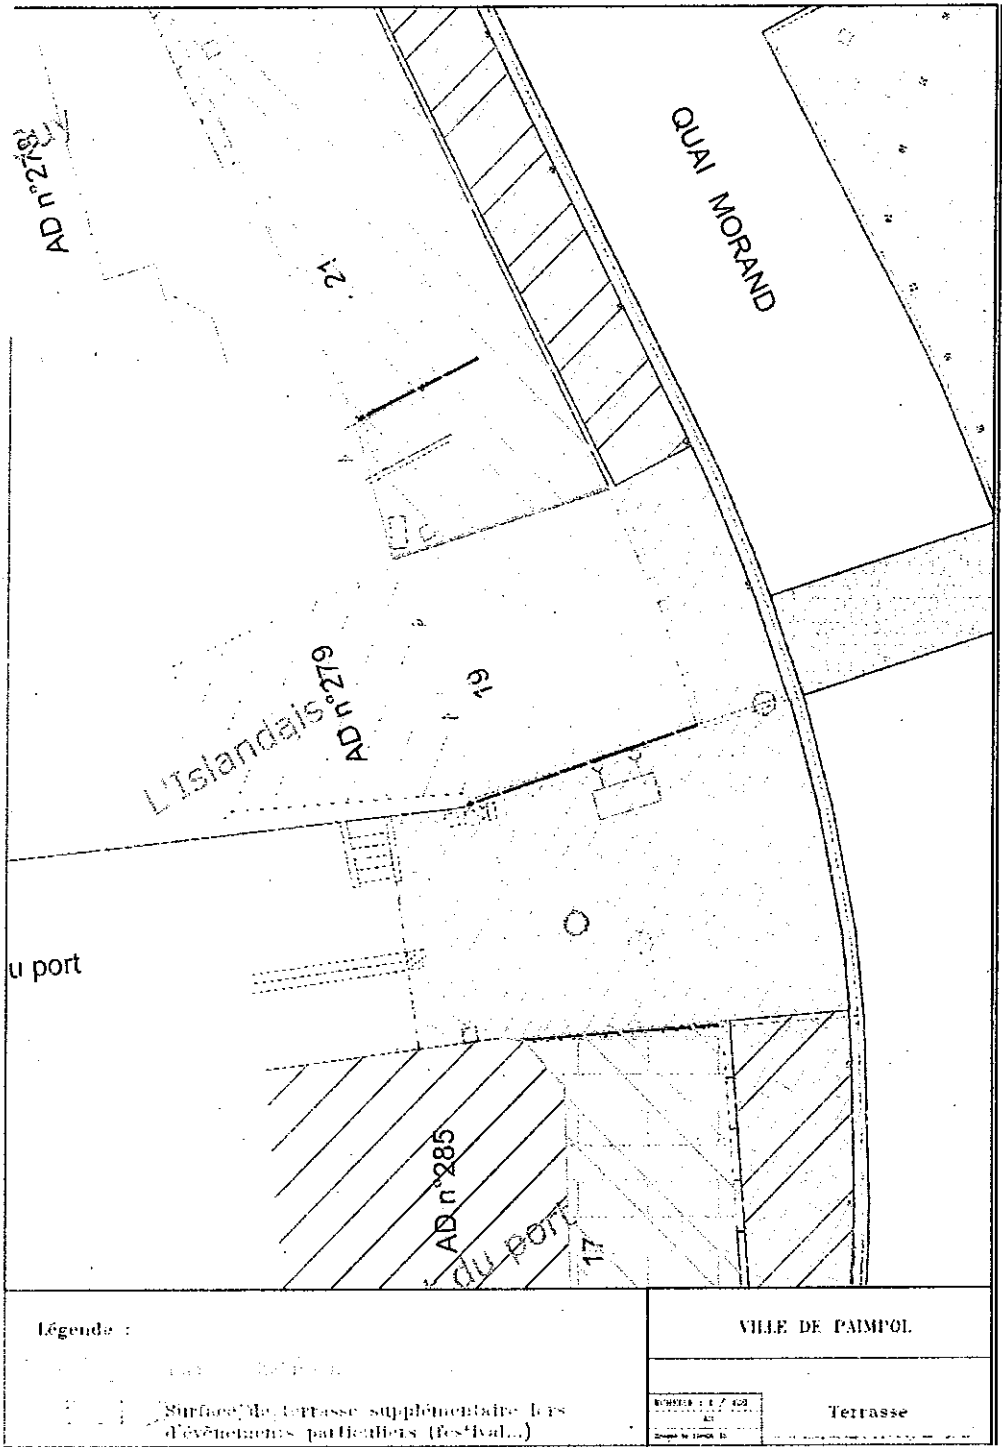 AD n°278
21
QUAI MORAND
L'Islandais
AD n°279
19
u port
AD n°285
du port
17
Légende :
Surface de terrasse supplémentaire lors
d'évènements particuliers (festival...)
VILLE DE PAIMPOL
Terrasse